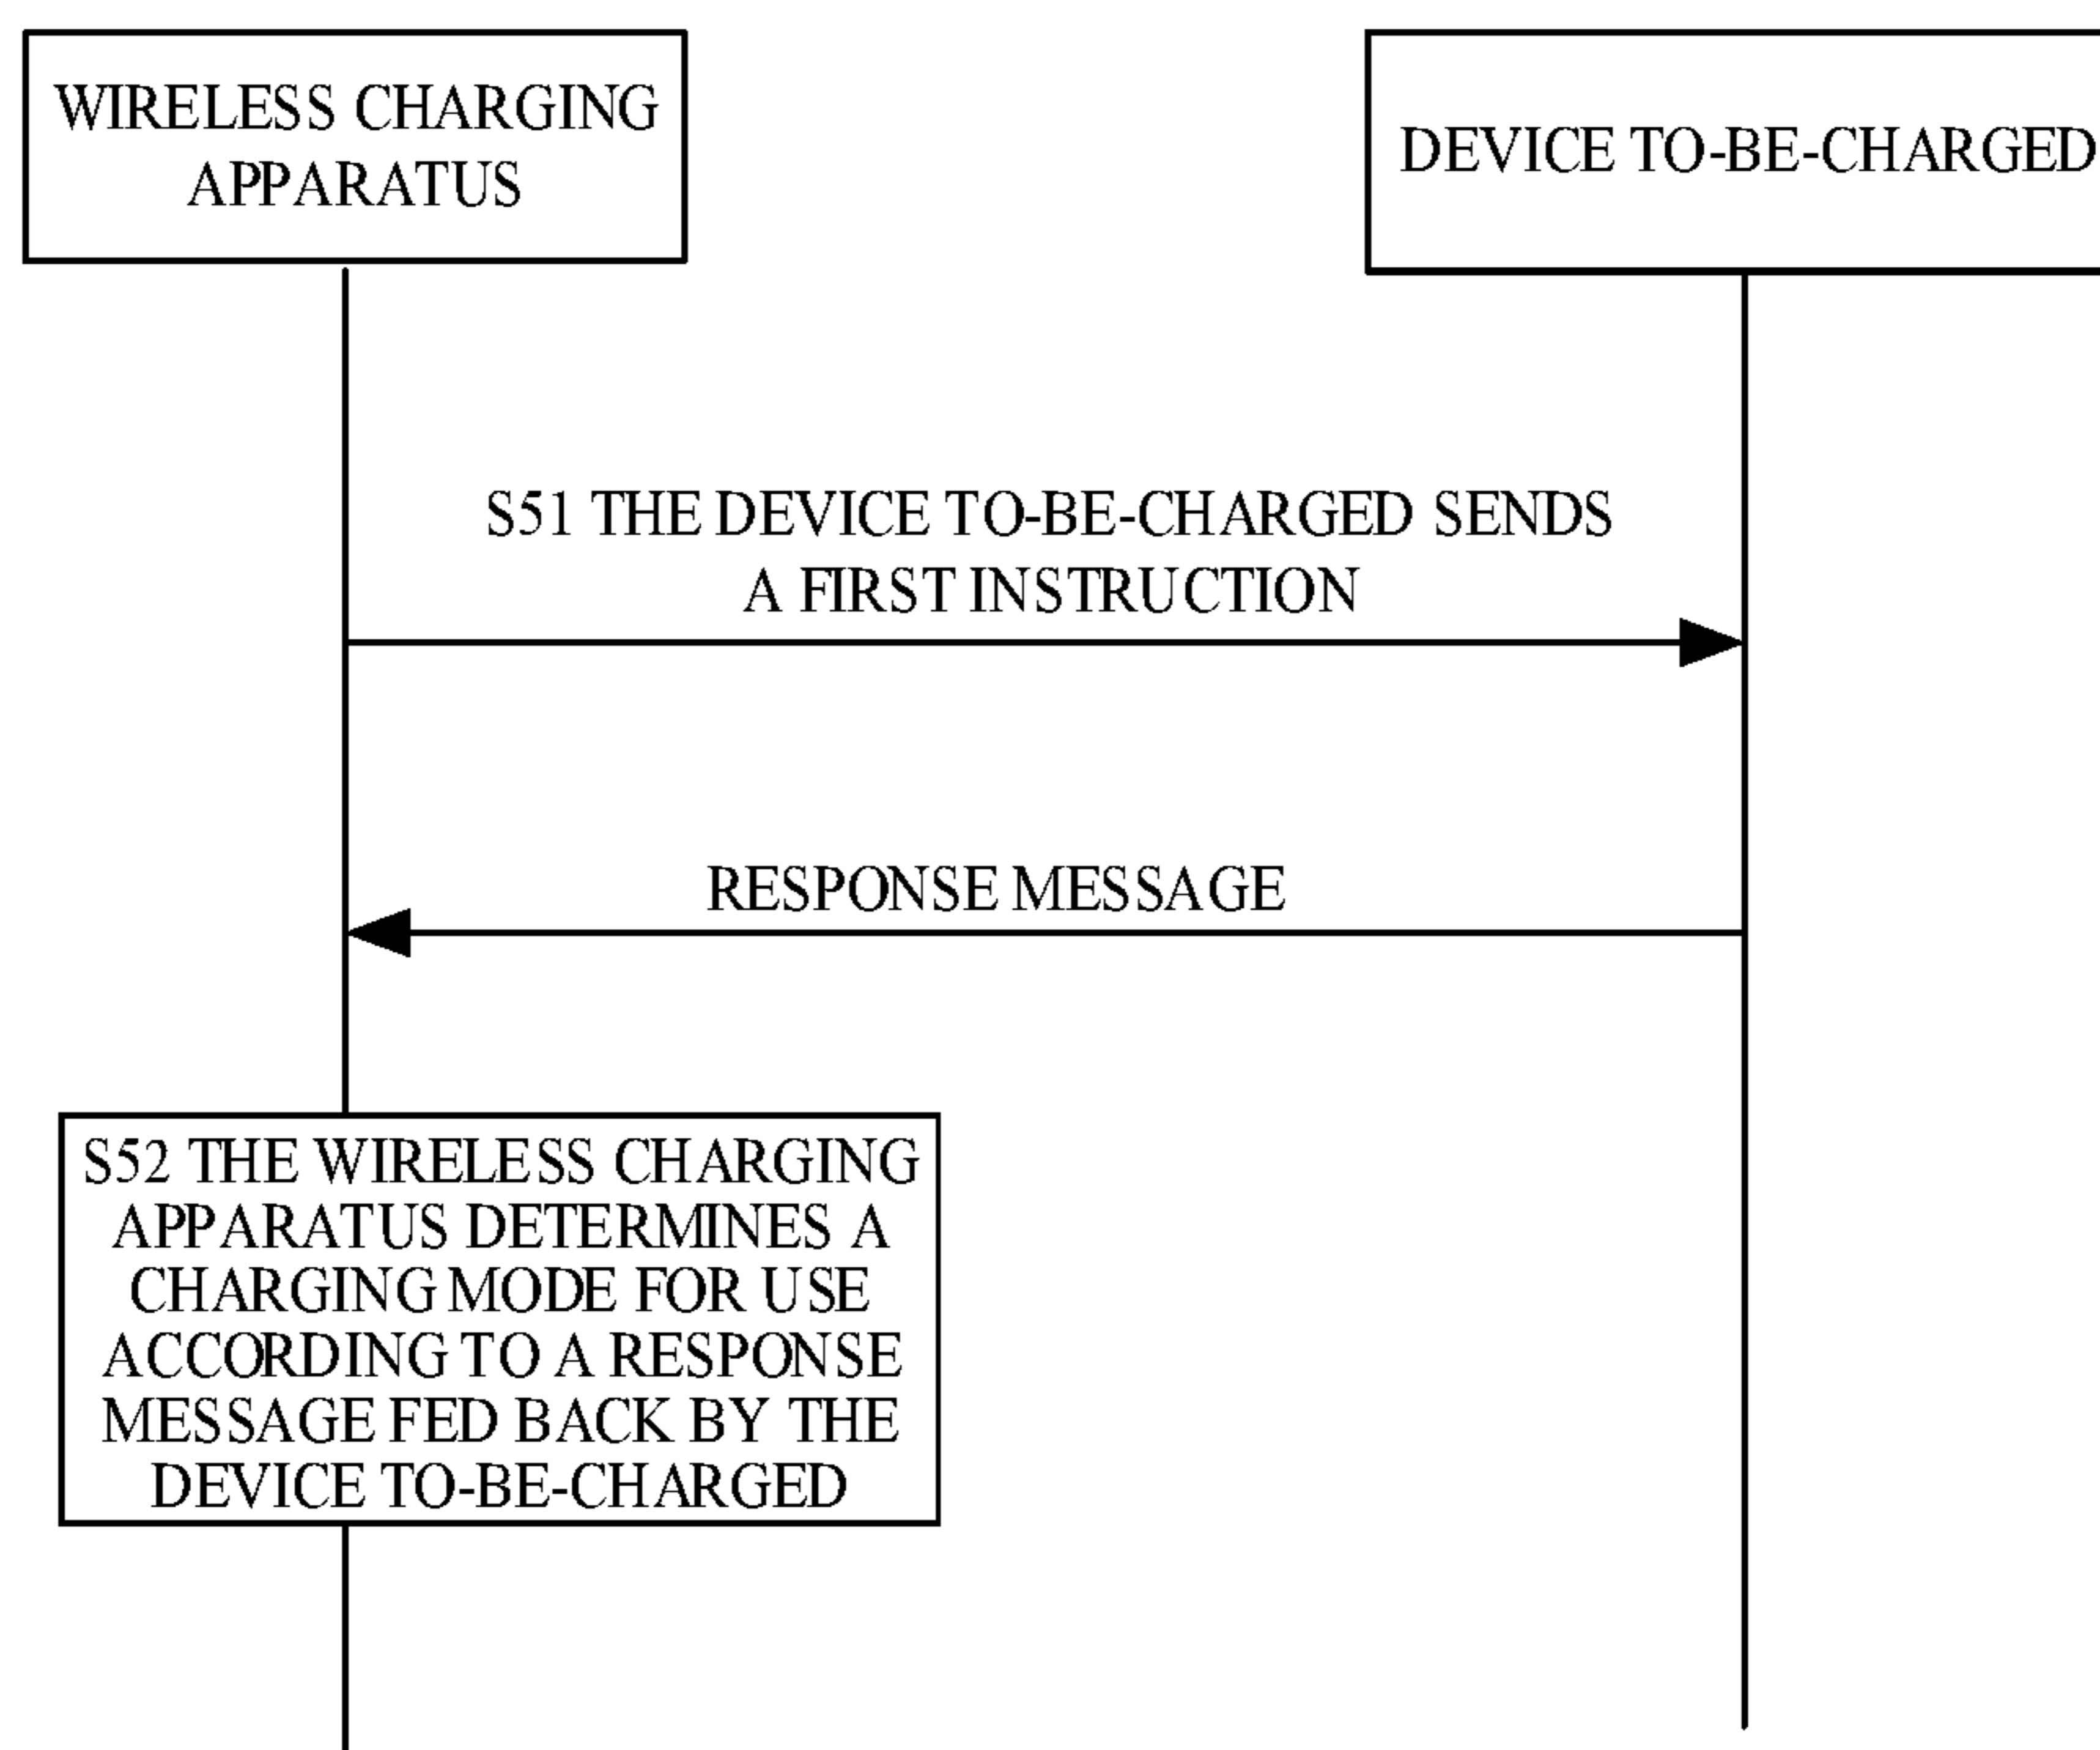 WIRELESS CHARGING
APPARATUS
DEVICE TO-BE-CHARGED
S51 THE DEVICE TO-BE-CHARGED SENDS
A FIRST INSTRUCTION
RESPONSE MESSAGE
S52 THE WIRELESS CHARGING
APPARATUS DETERMINES A
CHARGING MODE FOR USE
ACCORDING TO A RESPONSE
MESSAGE FED BACK BY THE
DEVICE TO-BE-CHARGED